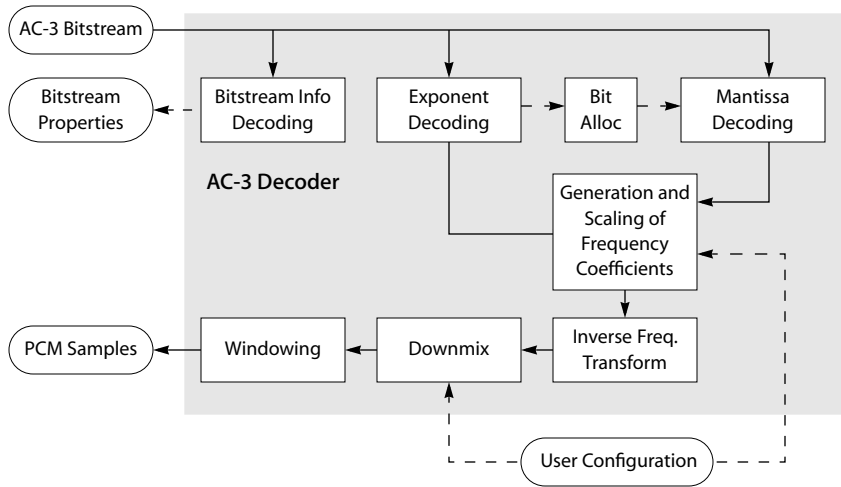 AC-3 Bitstream
Bitstream
Properties
Bitstream Info
Decoding
Exponent
Decoding
Bit
Alloc
Mantissa
Decoding
AC-3 Decoder
Generation and
Scaling of
Frequency
Coefficients
PCM Samples
Windowing
Downmix
Inverse Freq.
Transform
User Configuration